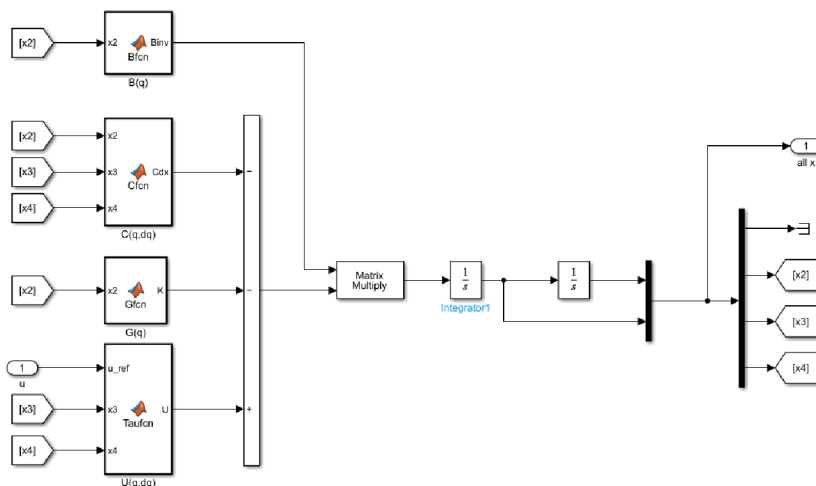 [x2]
x2
Binv
Bfcn
B(q)
[x2]
x2
[x3]
x3
Cdx
Cfcn
[x4]
x4
C(q,dq)
[x2]
x2
K
Gfcn
G(q)
1
u_ref
u
[x3]
x3
U
Taufcn
[x4]
x4
U(q,dq)
−
−
+
Matrix
Multiply
1
s
Integrator1
1
s
1
all x
[x2]
[x3]
[x4]